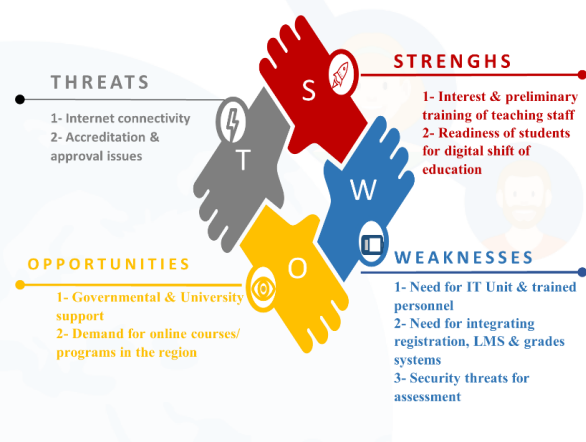 STRENGHS
1- Interest & preliminary
training of teaching staff
2- Readiness of students
for digital shift of
education
THREATS
1- Internet connectivity
2- Accreditation &
approval issues
S
T
W
O
OPPORTUNITIES
1- Governmental & University
support
2- Demand for online courses/
programs in the region
WEAKNESSES
1- Need for IT Unit & trained
personnel
2- Need for integrating
registration, LMS & grades
systems
3- Security threats for
assessment